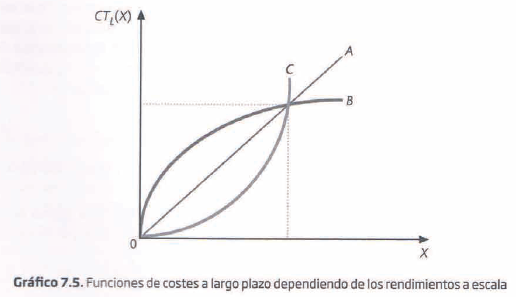 CT_L(X)
A
C
B
0
X
Gráfico 7.5. Funciones de costes a largo plazo dependiendo de los rendimientos a escala